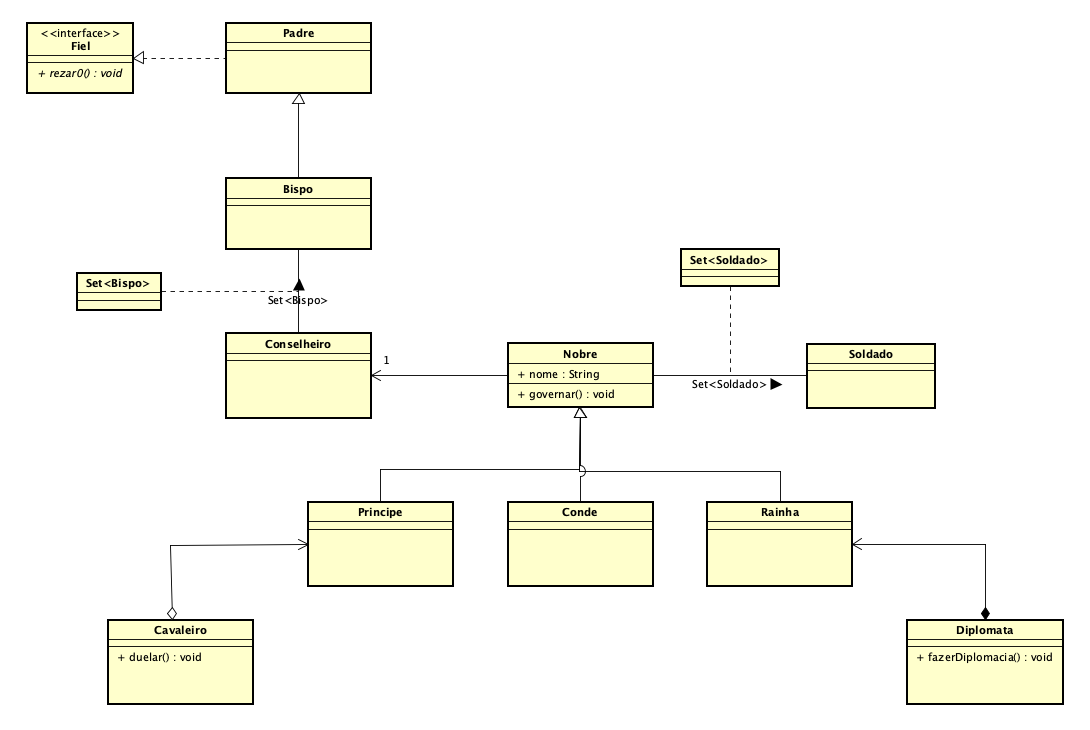 <<interface>>
Fiel
+ rezar0() : void
Padre
Bispo
Set<Bispo>
Set<Bispo>
Conselheiro
1
Nobre
+ nome : String
+ governar() : void
Set<Soldado>
Set<Soldado>
Soldado
Principe
Conde
Rainha
Cavaleiro
+ duelar() : void
Diplomata
+ fazerDiplomacia() : void